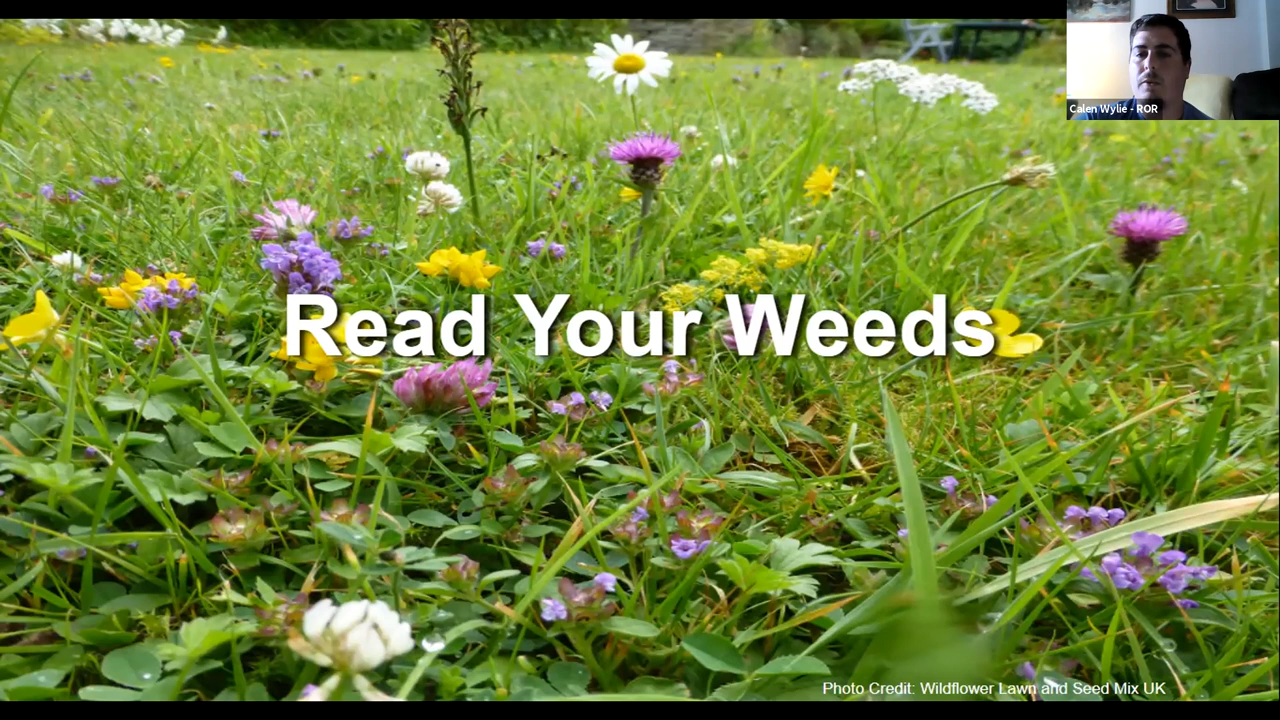 Calen Wylie - ROR
Read Your Weeds
Photo Credit: Wildflower Lawn and Seed Mix UK